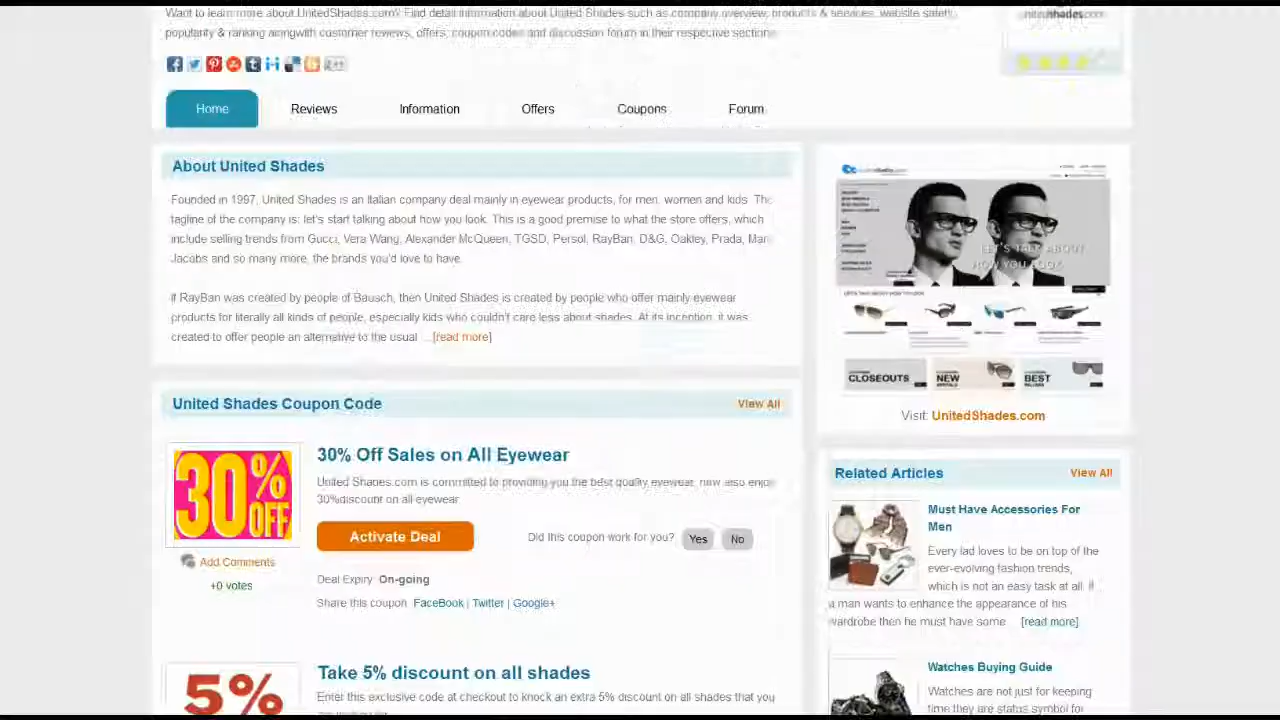 Want to learn more about UnitedShades.com? Find detail information about United Shades such as company overview, products & services, website safety,
popularity & ranking alongwith customer reviews, offers, coupon codes and discussion forum in their respective sections.
Home Reviews Information Offers Coupons Forum
About United Shades
Founded in 1997, United Shades is an Italian company deal mainly in eyewear products, for men, women and kids. The
tagline of the company is: let's start talking about how you look. This is a good premise to what the store offers, which
include selling trends from Gucci, Vera Wang, Alexander McQueen, TGSD, Persol, RayBan, D&G, Oakley, Prada, Marc
Jacobs and so many more, the brands you'd love to have.
If RayBan was created by people of Bausch, then United Shades is created by people who offer mainly eyewear
products for literally all kinds of people, especially kids who couldn't care less about shades. At its inception, it was
created to offer people an alternative to the usual ... [read more]
LET'S TALK ABOUT
HOW YOU LOOK
CLOSEOUTS
NEW
BEST
Visit: UnitedShades.com
United Shades Coupon Code View All
30% OFF
30% Off Sales on All Eyewear
United Shades.com is committed to providing you the best quality eyewear, now also enjoy
30%discount on all eyewear.
Activate Deal
Did this coupon work for you? Yes No
Add Comments
+0 votes
Deal Expiry: On-going
Share this coupon: FaceBook | Twitter | Google+
5%
Take 5% discount on all shades
Enter this exclusive code at checkout to knock an extra 5% discount on all shades that you
Related Articles View All
Must Have Accessories For
Men
Every lad loves to be on top of the
ever-evolving fashion trends,
which is not an easy task at all. If
a man wants to enhance the appearance of his
wardrobe then he must have some ... [read more]
Watches Buying Guide
Watches are not just for keeping
time they are status symbol for